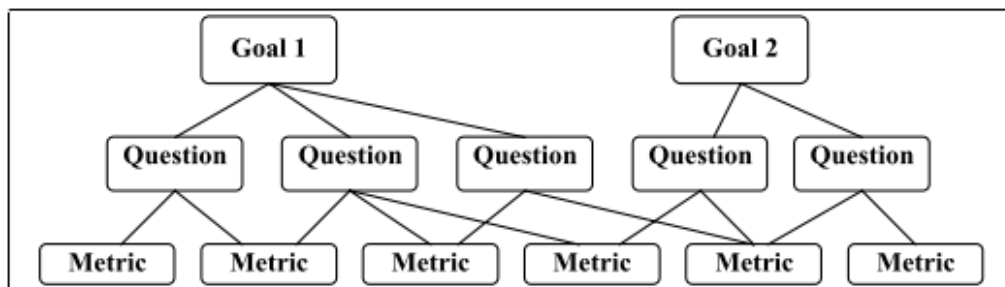 Goal 1 Goal 2
Question Question Question Question Question
Metric Metric Metric Metric Metric Metric